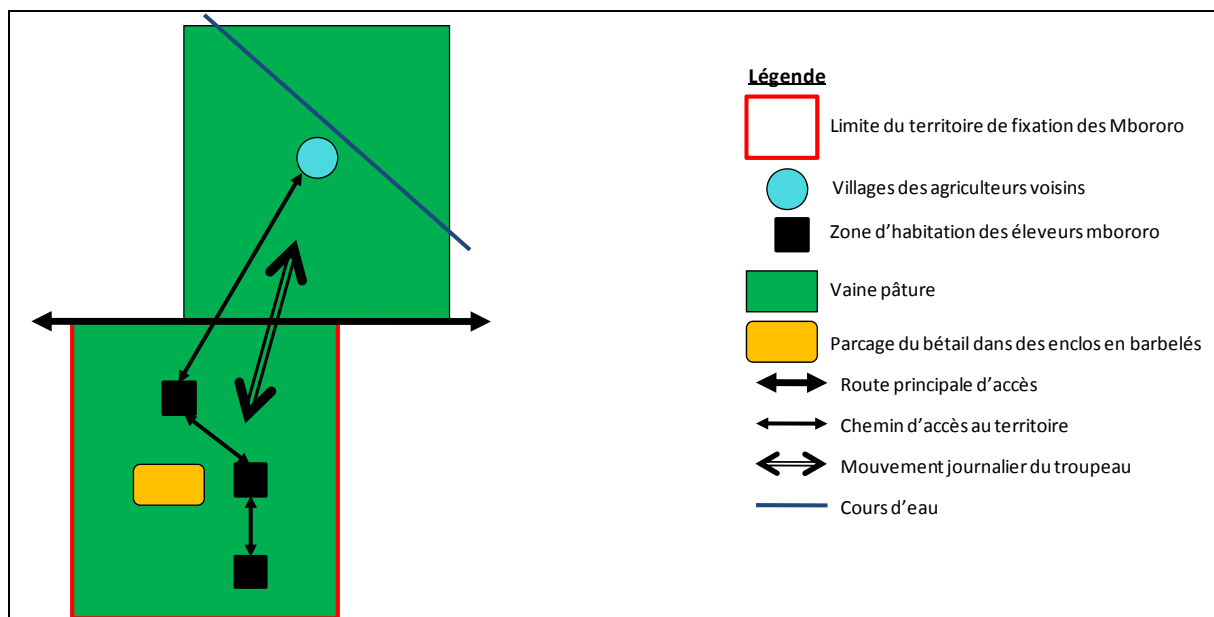 Légende
Limite du territoire de fixation des Mbororo
Villages des agriculteurs voisins
Zone d’habitation des éleveurs mbororo
Vaine pâture
Parcage du bétail dans des enclos en barbelés
Route principale d’accès
Chemin d’accès au territoire
Mouvement journalier du troupeau
Cours d’eau